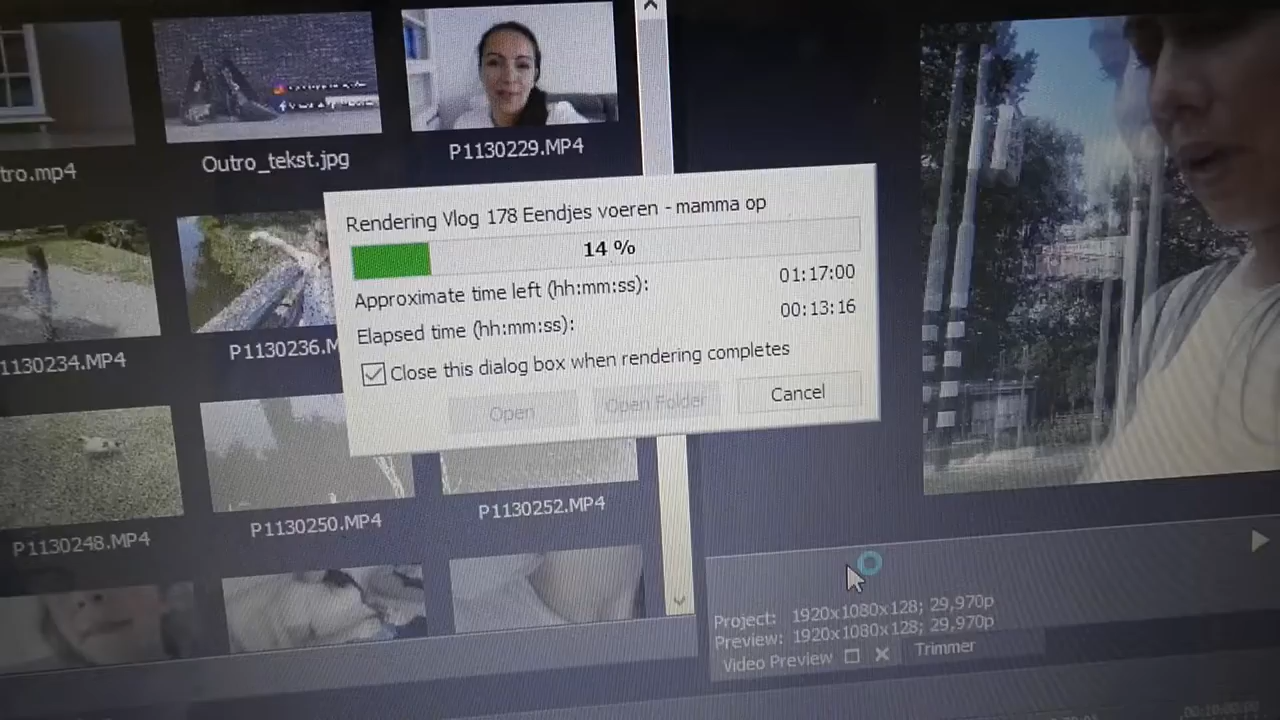 tro.mp4
Outro_tekst.jpg
P1130229.MP4
Rendering Vlog 178 Eendjes voeren - mamma op
14 %
Approximate time left (hh:mm:ss):
01:17:00
Elapsed time (hh:mm:ss):
00:13:16
Close this dialog box when rendering completes
Open
Open Folder
Cancel
1130234.MP4
P1130236.M
P1130248.MP4
P1130250.MP4
P1130252.MP4
Project: 1920x1080x128; 29,970p
Preview: 1920x1080x128; 29,970p
Video Preview
Trimmer